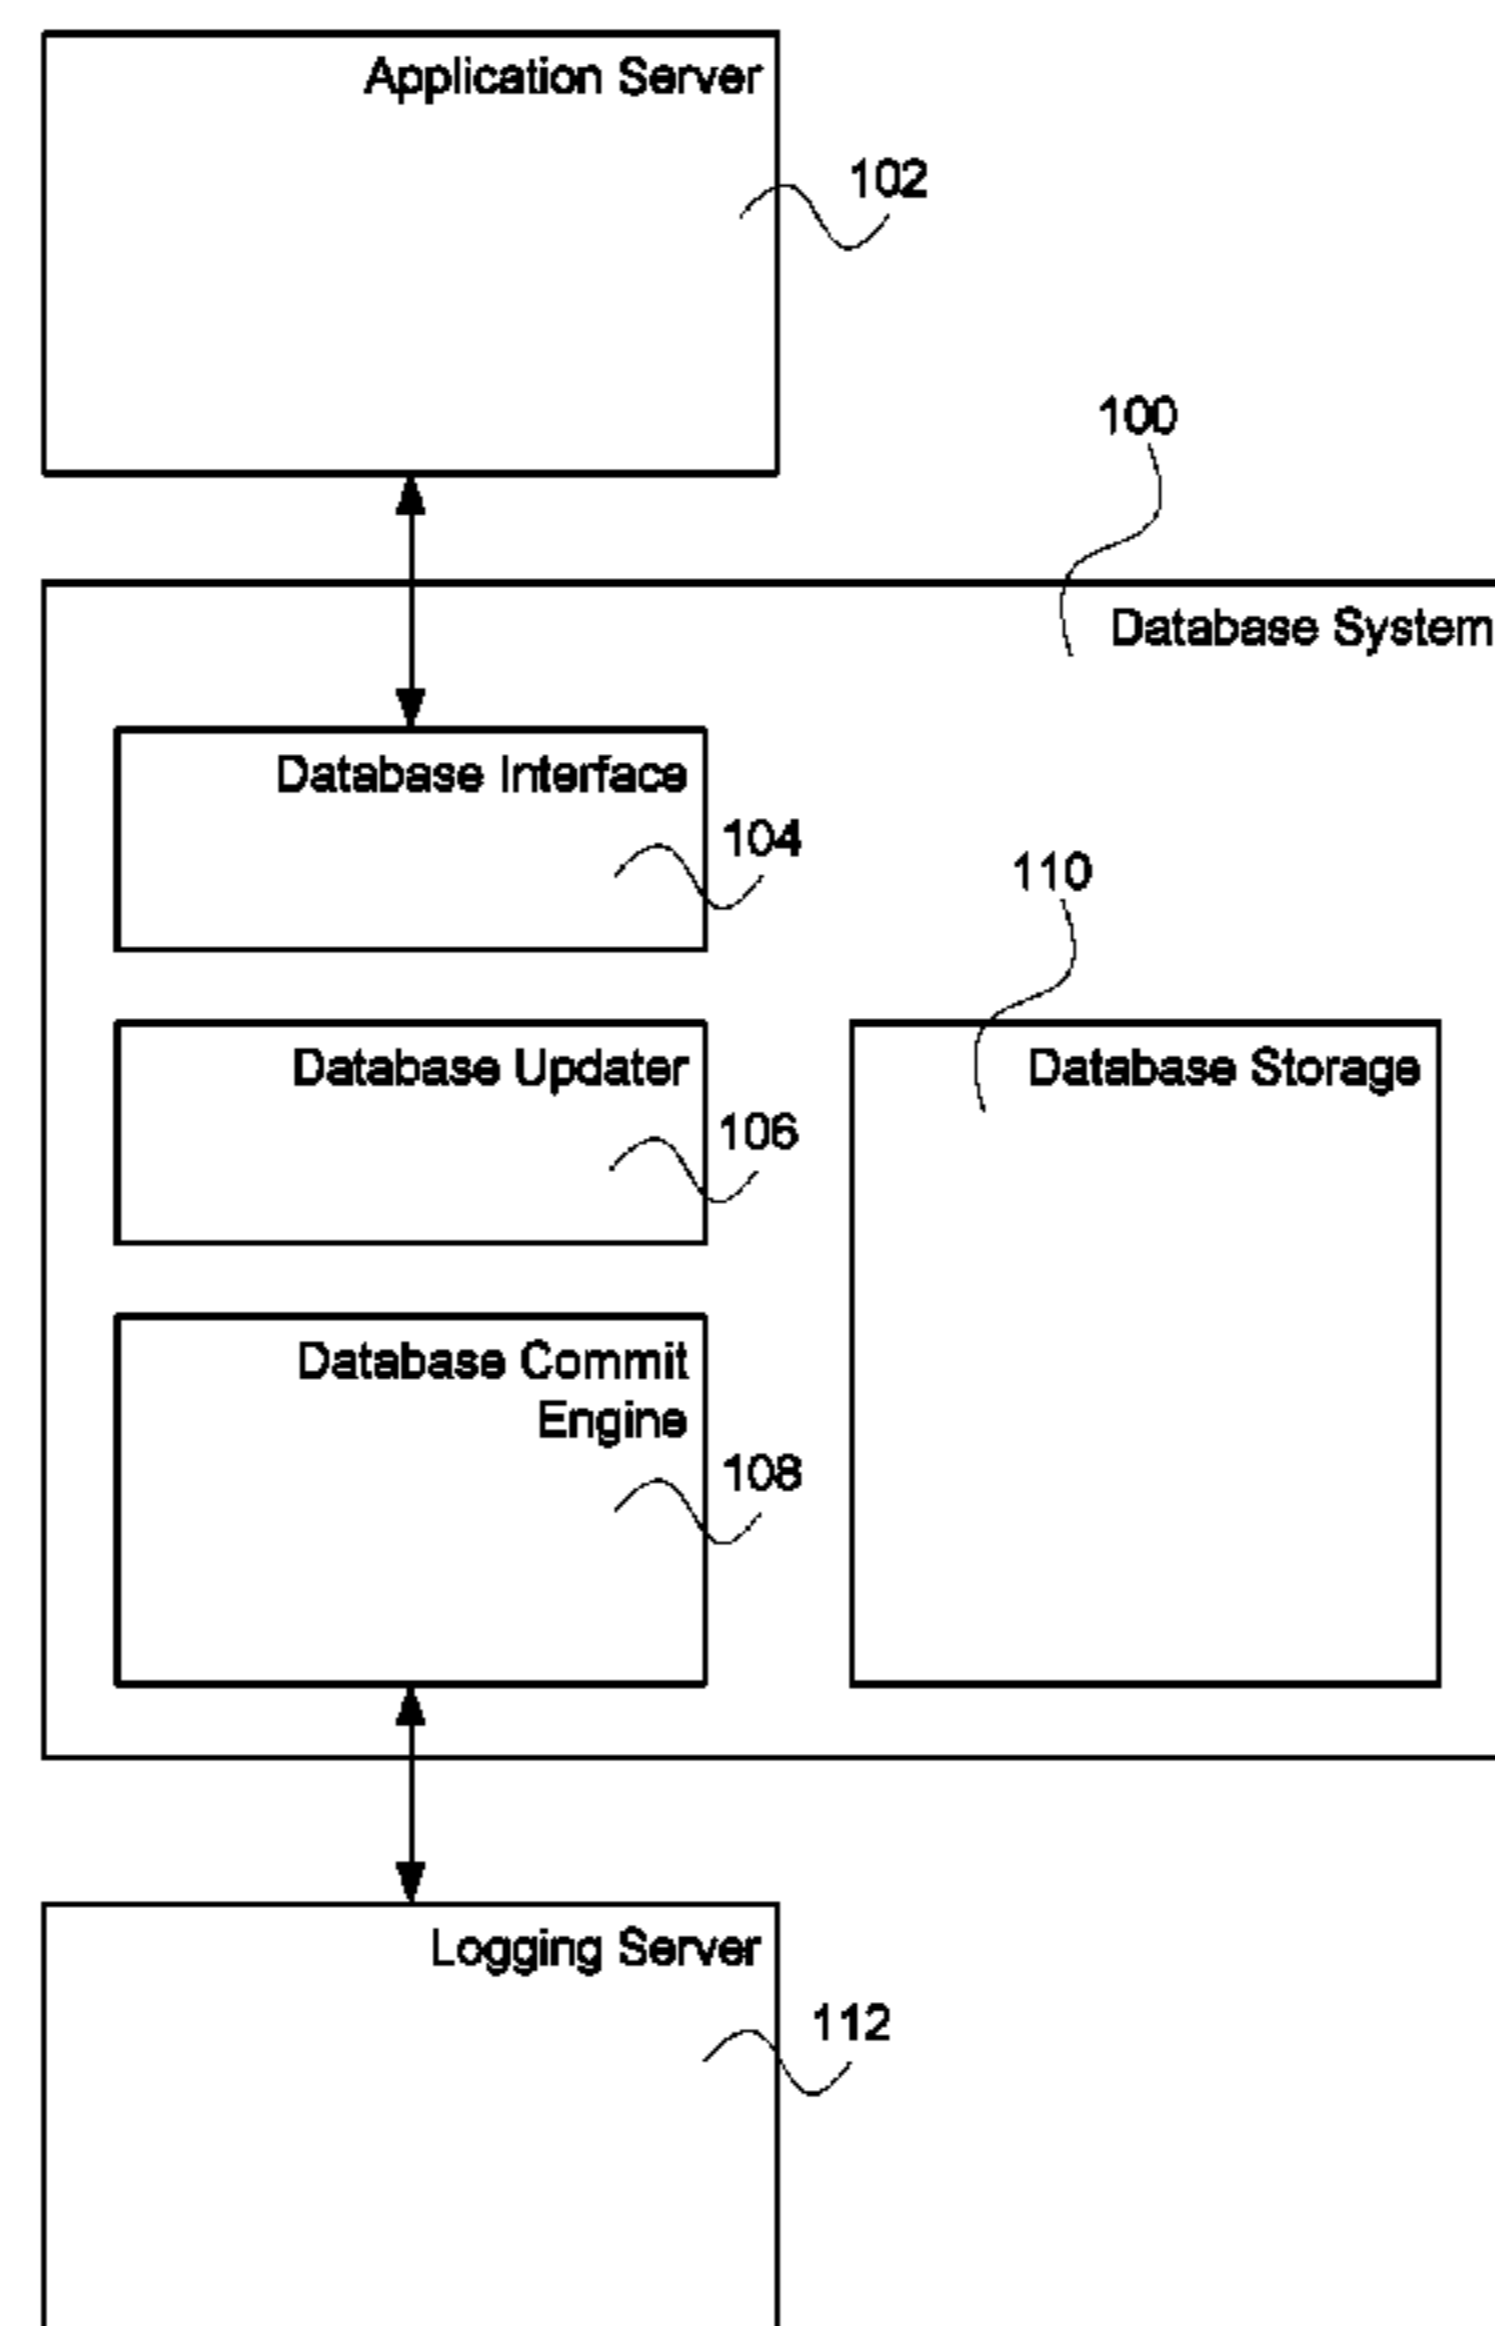 Application Server
102
100
Database System
Database Interface
104
110
Database Updater
Database Storage
106
Database Commit
Engine
108
Logging Server
112